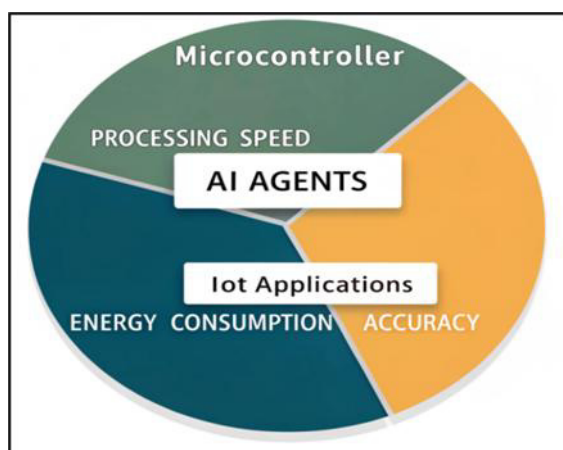 Microcontroller
PROCESSING SPEED
AI AGENTS
Iot Applications
ENERGY CONSUMPTION ACCURACY